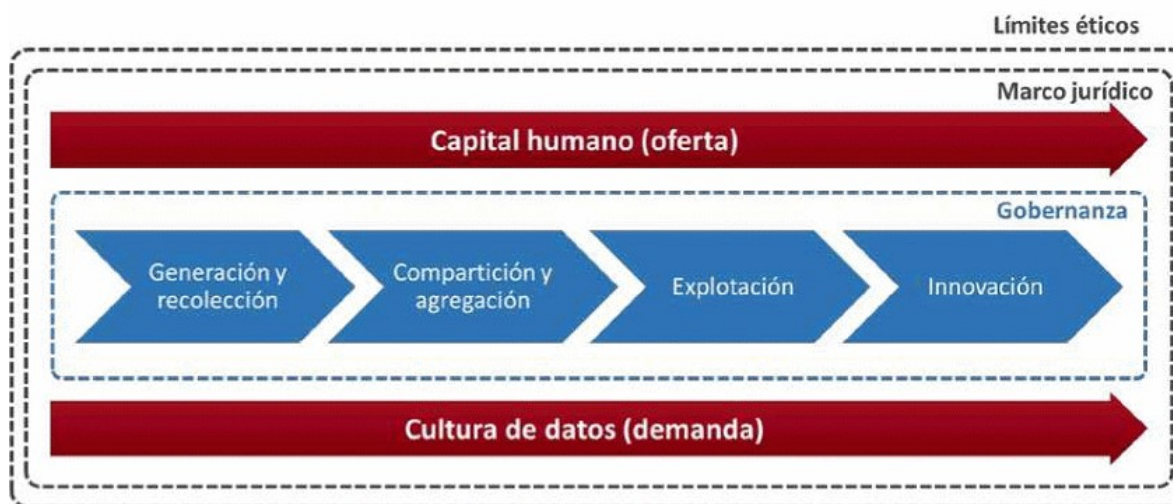 Límites éticos
Marco jurídico
Capital humano (oferta)
Gobernanza
Generación y
recolección
Compartición y
agregación
Explotación
Innovación
Cultura de datos (demanda)